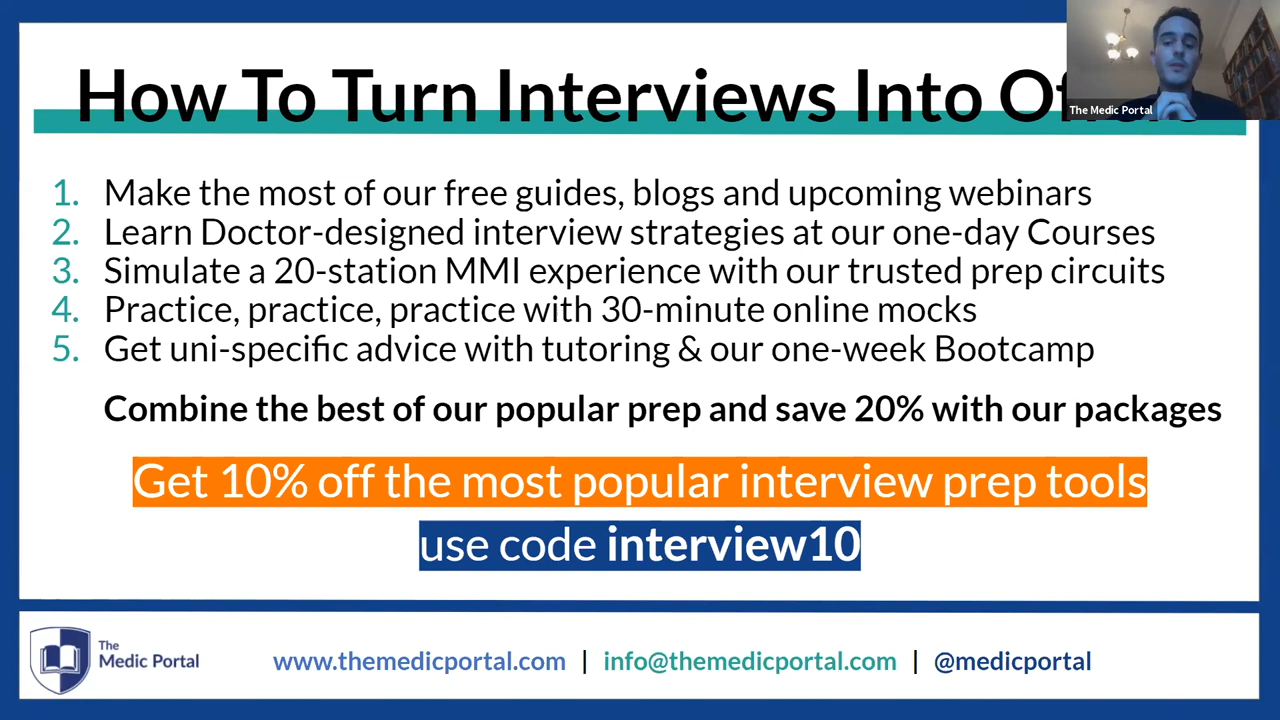 How To Turn Interviews Into
The Medic Portal
1. Make the most of our free guides, blogs and upcoming webinars
2. Learn Doctor-designed interview strategies at our one-day Courses
3. Simulate a 20-station MMI experience with our trusted prep circuits
4. Practice, practice, practice with 30-minute online mocks
5. Get uni-specific advice with tutoring & our one-week Bootcamp
Combine the best of our popular prep and save 20% with our packages
Get 10% off the most popular interview prep tools
use code interview10
The
Medic Portal
www.themedicportal.com | info@themedicportal.com | @medicportal